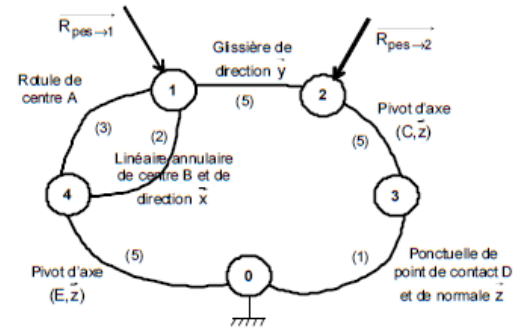 R pes→1
Glissière de
direction y
R pes→2
Rotule de
centre A
1
(5)
2
Pivot d'axe
(C,z)
(3)
(2)
(5)
Linéaire annulaire
de centre B et de
direction x
4
3
Pivot d'axe
(E,z)
(5)
0
(1)
Ponctuelle de
point de contact D
et de normale z